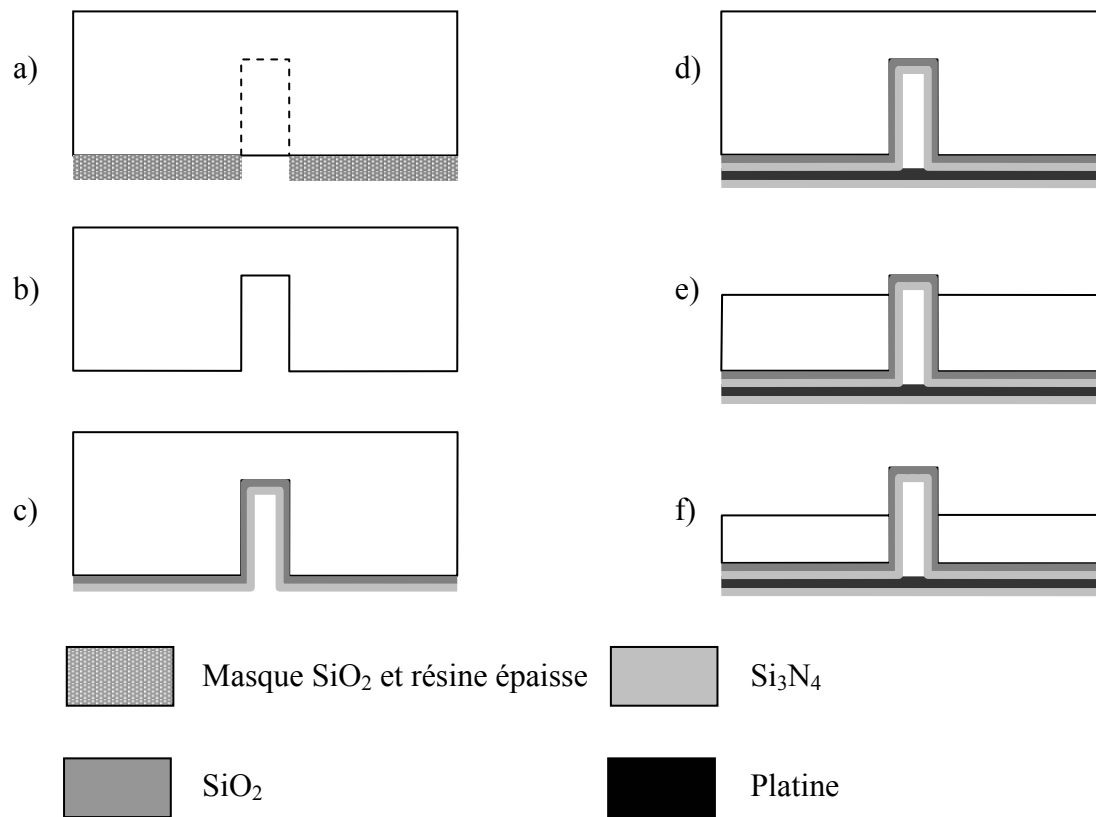 a)
b)
c)
d)
e)
f)
Masque SiO₂ et résine épaisse
Si₃N₄
SiO₂
Platine